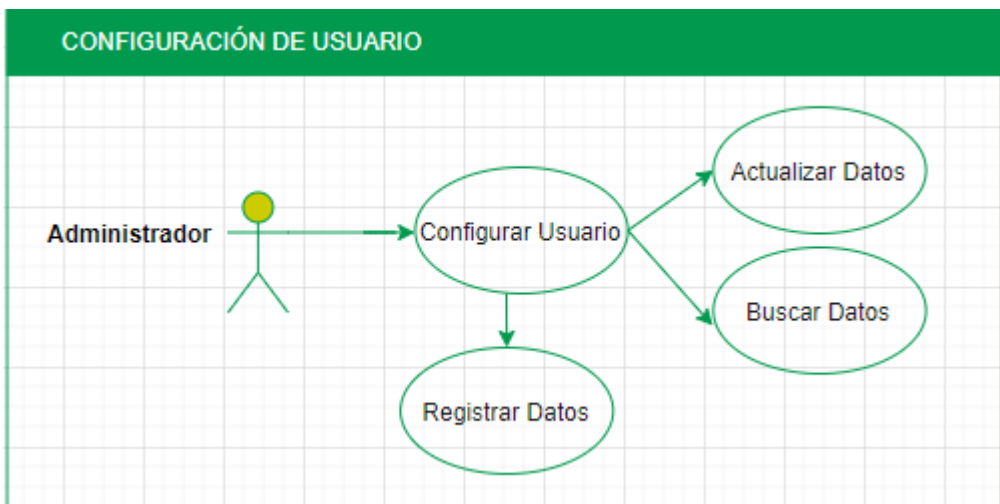 CONFIGURACIÓN DE USUARIO
Administrador
Configurar Usuario
Actualizar Datos
Buscar Datos
Registrar Datos